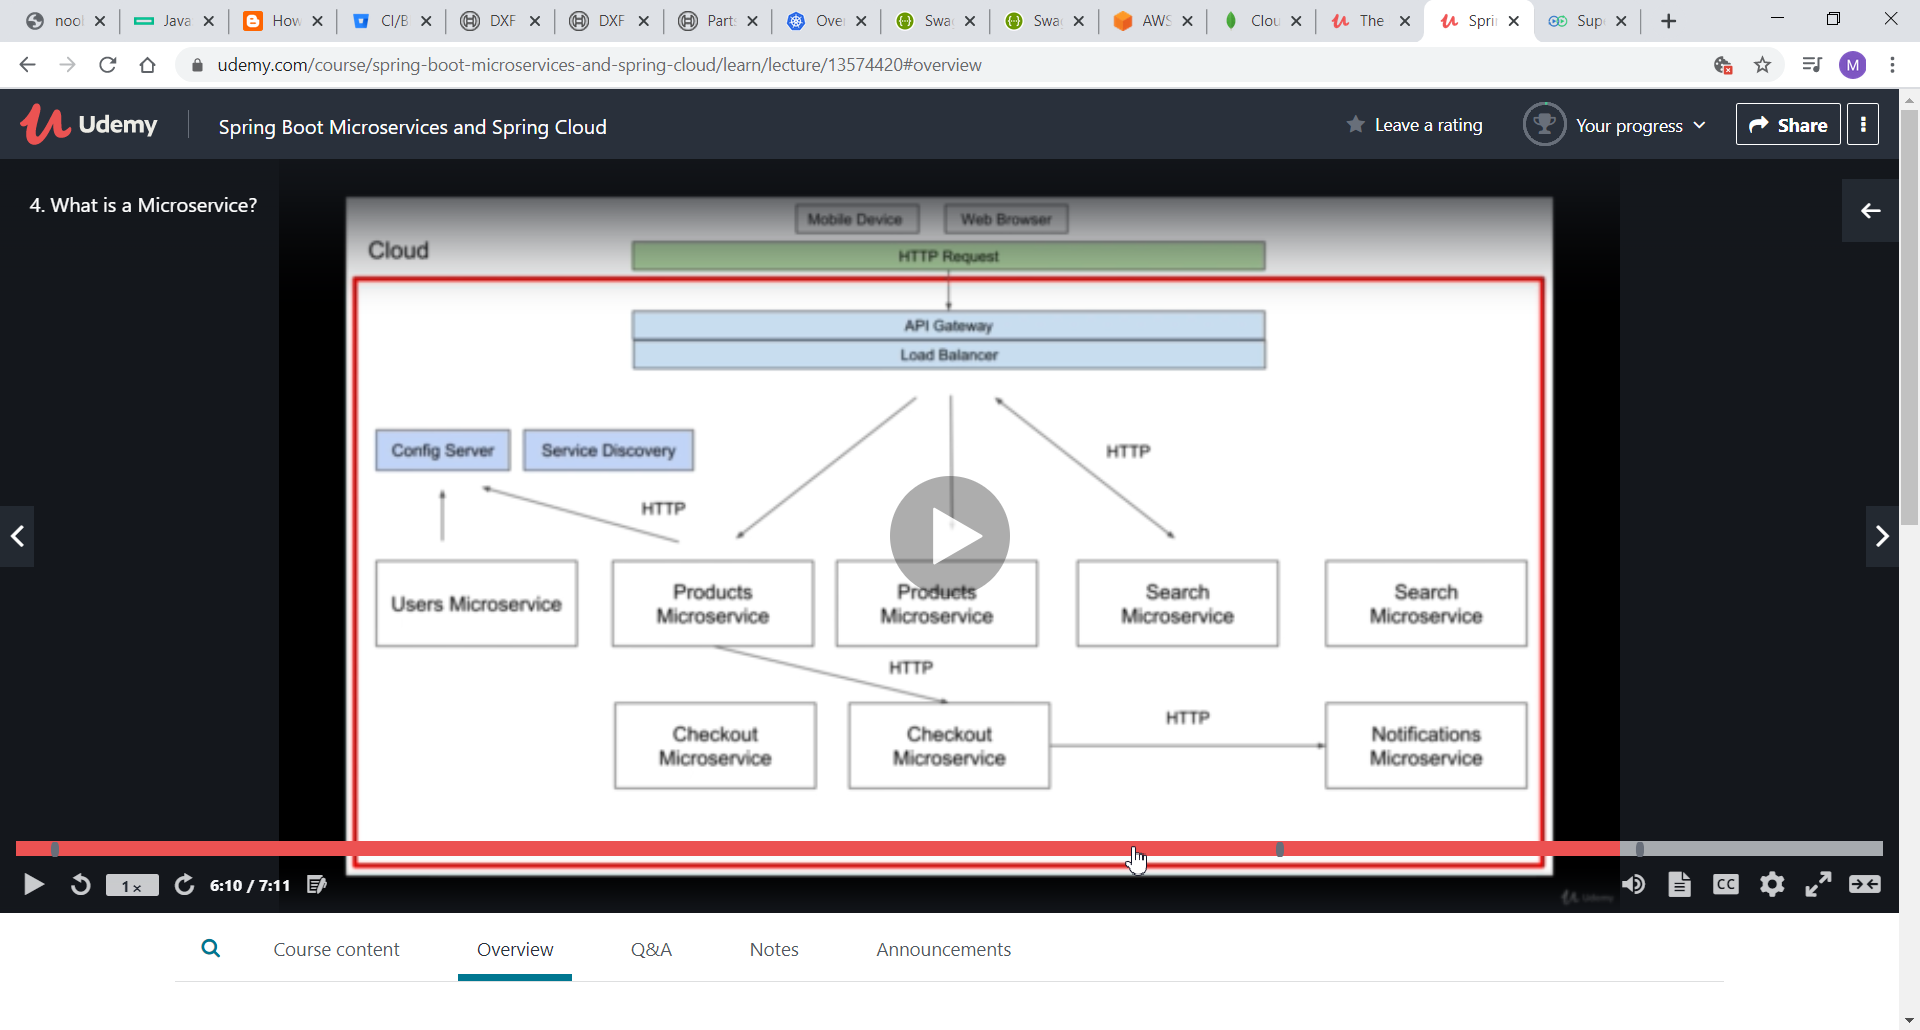 nool
Java
How
CI/B
DXF
DXF
Part
Ove
Swa
Swa
AWS
Clou
The
Spri
Sup
udemy.com/course/spring-boot-microservices-and-spring-cloud/learn/lecture/13574420#overview
M
Udemy
Spring Boot Microservices and Spring Cloud
Leave a rating
Your progress
Share
4. What is a Microservice?
Mobile Device
Web Browser
Cloud
HTTP Request
API Gateway
Load Balancer
Config Server
Service Discovery
HTTP
HTTP
Users Microservice
Products
Microservice
Products
Microservice
Search
Microservice
Search
Microservice
HTTP
Checkout
Microservice
Checkout
Microservice
HTTP
Notifications
Microservice
1x
6:10 / 7:11
CC
Udemy
Course content
Overview
Q&A
Notes
Announcements